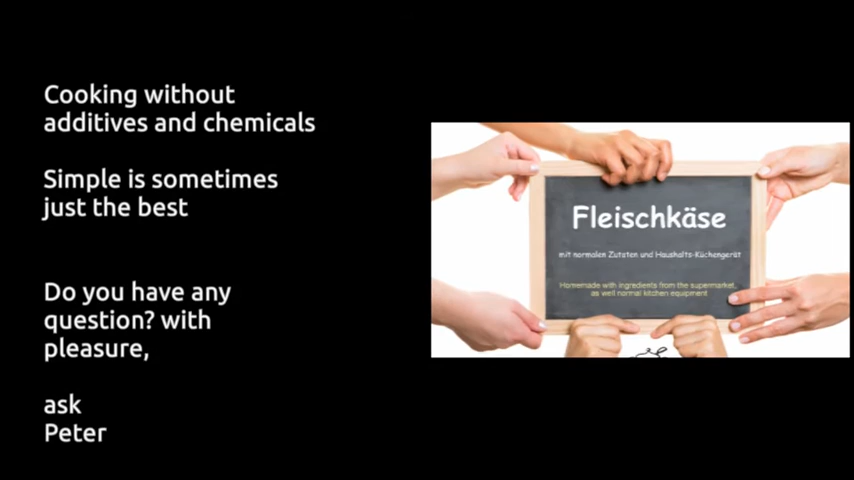 Cooking without
additives and chemicals
Simple is sometimes
just the best
Do you have any
question? with
pleasure,
ask
Peter
Fleischkäse
mit normalen Zutaten und Haushalts-Küchengerät
Homemade with ingredients from the supermarket,
as well normal kitchen equipment